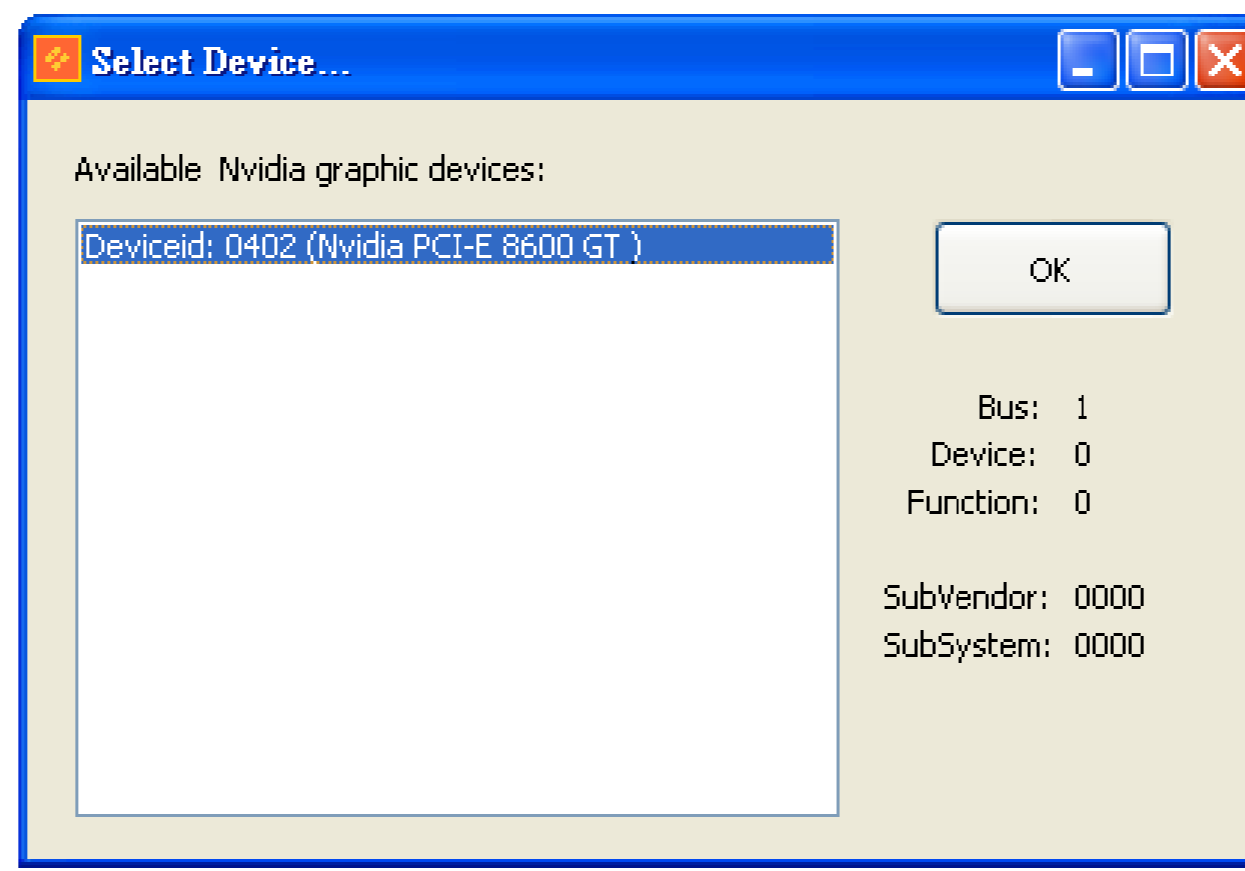 Select Device...
Available Nvidia graphic devices:
Deviceid: 0402 (Nvidia PCI-E 8600 GT )
OK
Bus: 1
Device: 0
Function: 0
SubVendor: 0000
SubSystem: 0000